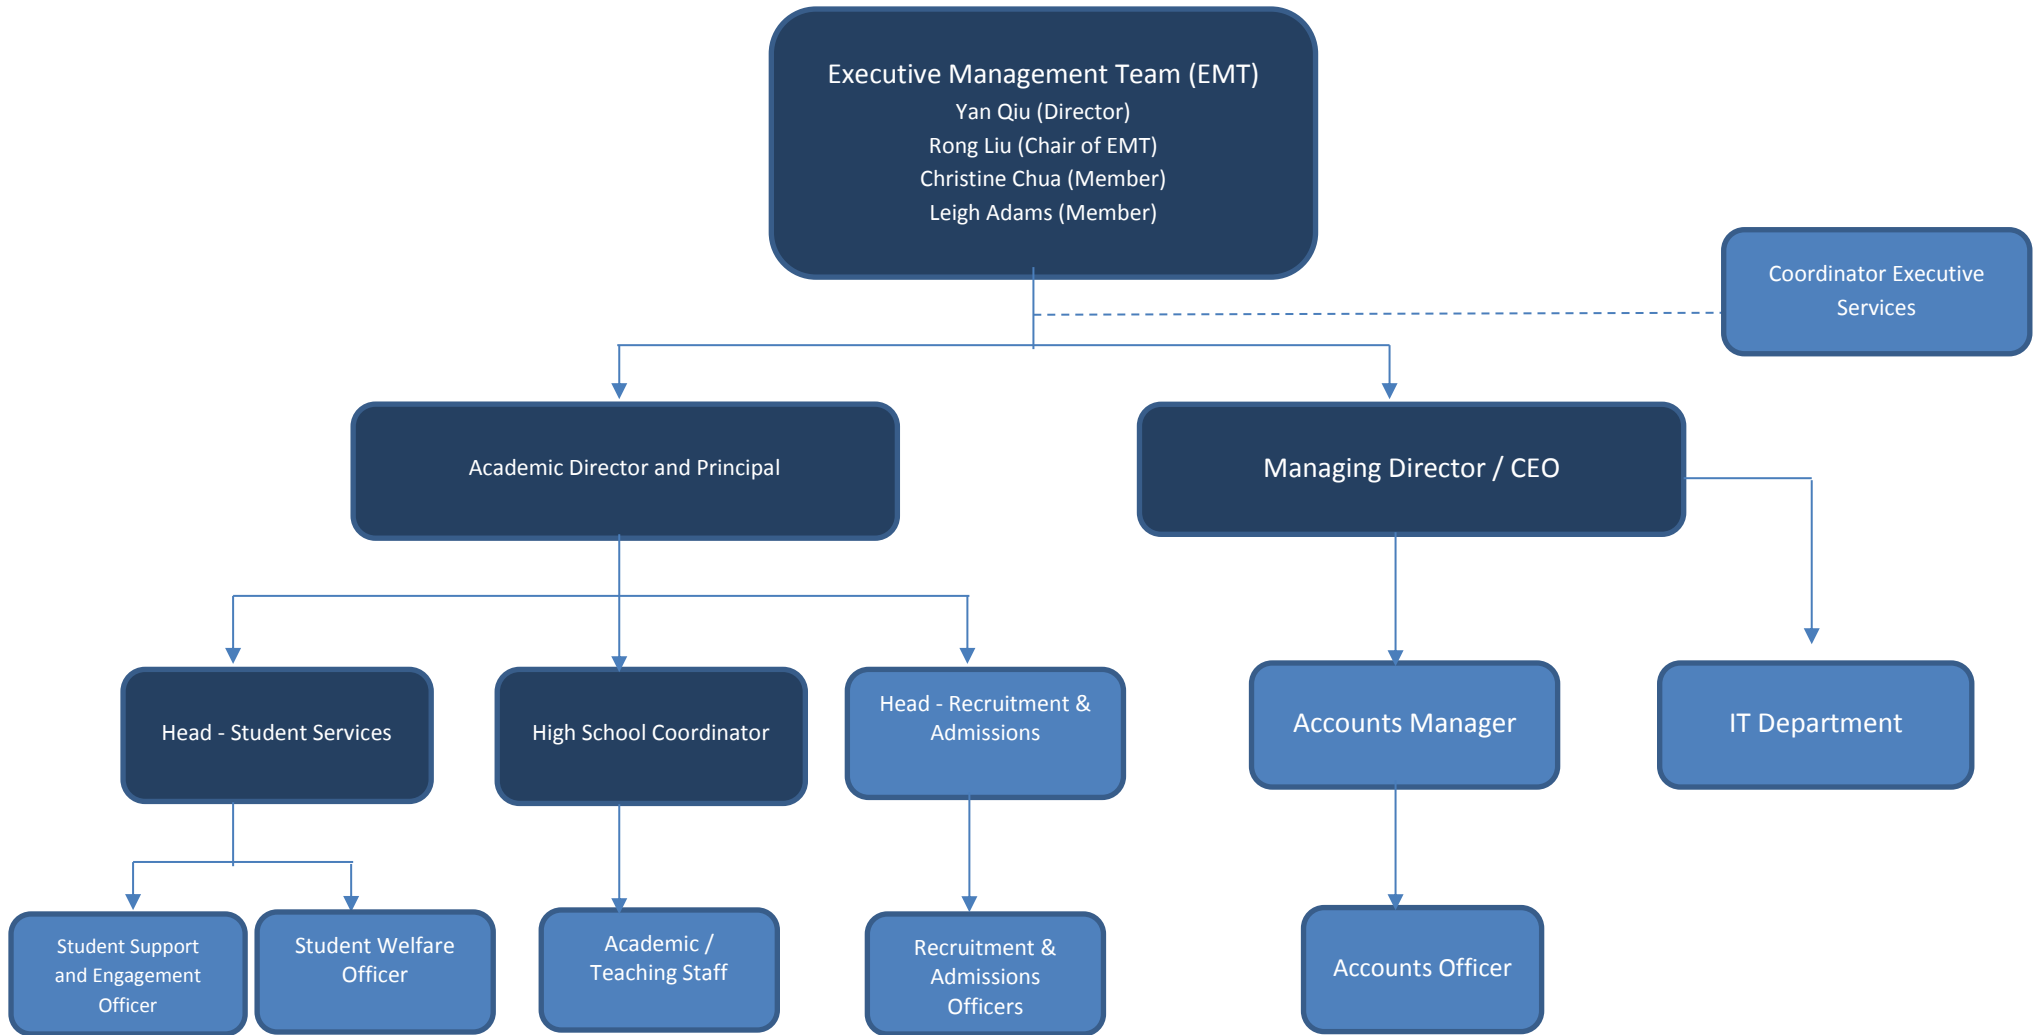 Executive Management Team (EMT)
Yan Qiu (Director)
Rong Liu (Chair of EMT)
Christine Chua (Member)
Leigh Adams (Member)
Coordinator Executive
Services
Academic Director and Principal
Managing Director / CEO
Head - Student Services
High School Coordinator
Head - Recruitment &
Admissions
Accounts Manager
IT Department
Student Support
and Engagement
Officer
Student Welfare
Officer
Academic /
Teaching Staff
Recruitment &
Admissions
Officers
Accounts Officer